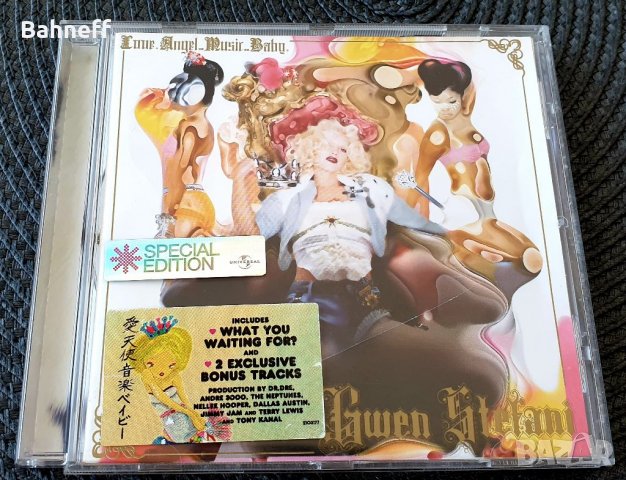 Bahneff
Love. Angel. Music. Baby.
SPECIAL
EDITION
UNIVERSAL
愛天使音楽ベイビー
INCLUDES
WHAT YOU
WAITING FOR?
AND
2 EXCLUSIVE
BONUS TRACKS
PRODUCTION BY DR.DRE,
ANDRE 3000, THE NEPTUNES,
NELLEE HOOPER, DALLAS AUSTIN,
JIMMY JAM AND TERRY LEWIS
AND TONY KANAL
2103177
Gwen Stefani
BAZAR